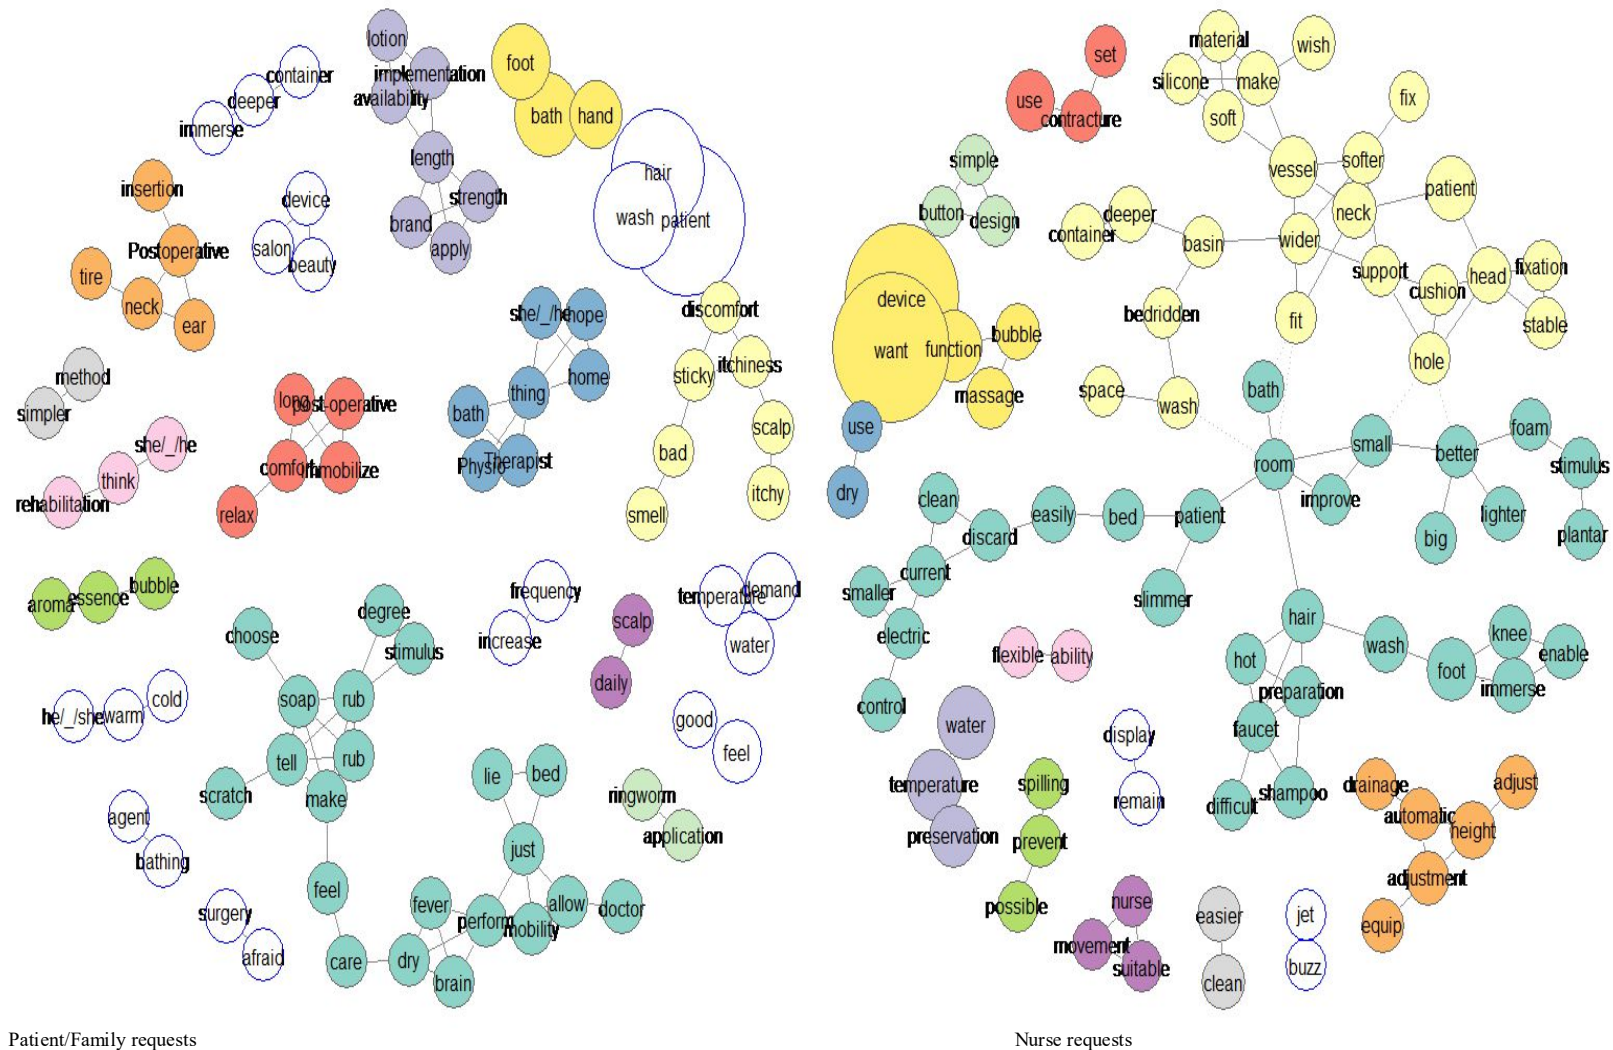 lotion
implementation
availability
length
strength
brand
apply
foot
bath
hand
hair
wash
patient
container
deeper
immerse
insertion
Postoperative
tire
neck
ear
device
salon
beauty
method
simpler
she/_/he
think
rehabilitation
long
post-operative
comfort
immobilize
relax
she/_/he
hope
home
thing
bath
Physio
Therapist
discomfort
sticky
itchiness
bad
scalp
smell
itchy
aroma
essence
bubble
frequency
increase
scalp
daily
temperature
demand
water
good
feel
he/_/she
warm
cold
choose
degree
stimulus
soap
rub
tell
rub
scratch
make
feel
care
dry
fever
brain
perform
mobility
allow
doctor
just
lie
bed
ringworm
application
agent
bathing
surgery
afraid
Patient/Family requests
set
use
contracture
simple
button
design
device
want
function
bubble
massage
use
dry
material
wish
silicone
make
soft
fix
vessel
softer
neck
patient
deeper
container
basin
wider
support
cushion
head
fixation
stable
bedridden
fit
hole
space
wash
bath
room
small
better
improve
foam
stimulus
plantar
lighter
big
clean
discard
easily
bed
patient
slimmer
current
smaller
electric
control
flexible
ability
hair
hot
preparation
faucet
difficult
shampoo
wash
foot
knee
immerse
enable
water
temperature
preservation
spilling
prevent
possible
display
remain
drainage
automatic
height
adjust
adjustment
equip
nurse
movement
suitable
easier
clean
jet
buzz
Nurse requests